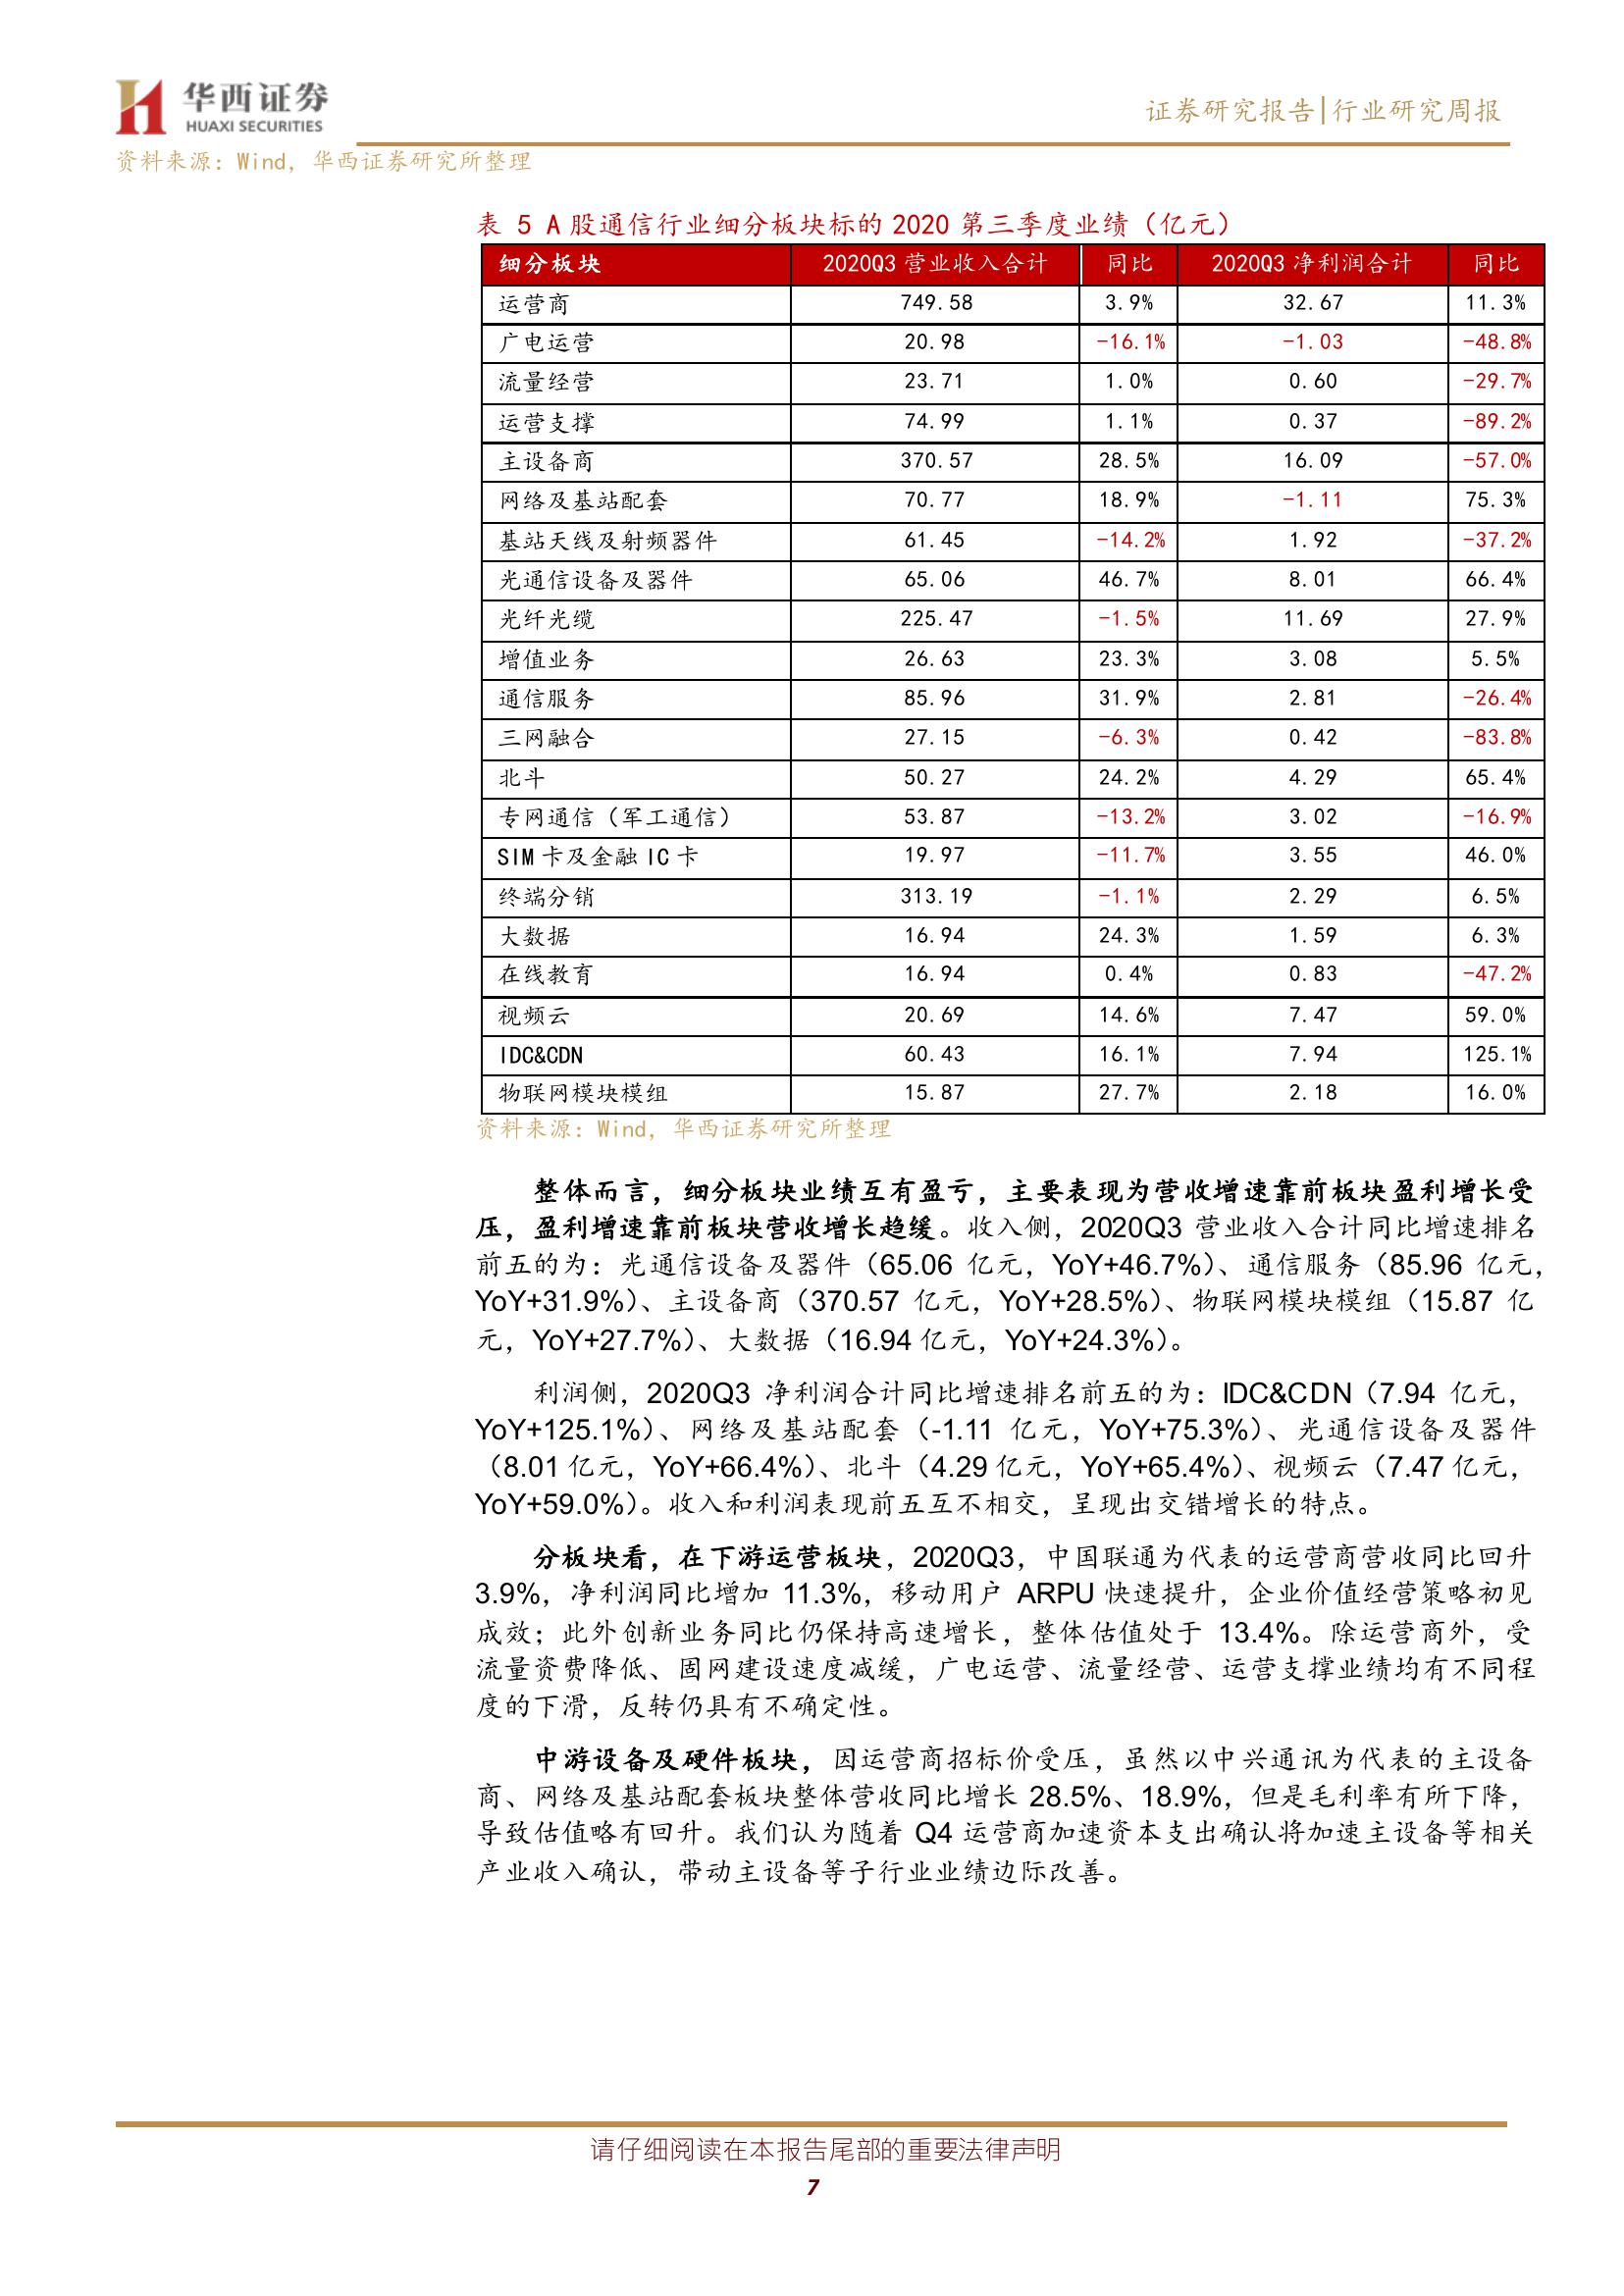 华西证券
HUAXI SECURITIES
证券研究报告|行业研究周报
资料来源：Wind，华西证券研究所整理
表 5 A 股通信行业细分板块标的 2020 第三季度业绩（亿元）
细分板块 2020Q3 营业收入合计 同比 2020Q3 净利润合计 同比
运营商 749.58 3.9% 32.67 11.3%
广电运营 20.98 -16.1% -1.03 -48.8%
流量经营 23.71 1.0% 0.60 -29.7%
运营支撑 74.99 1.1% 0.37 -89.2%
主设备商 370.57 28.5% 16.09 -57.0%
网络及基站配套 70.77 18.9% -1.11 75.3%
基站天线及射频器件 61.45 -14.2% 1.92 -37.2%
光通信设备及器件 65.06 46.7% 8.01 66.4%
光纤光缆 225.47 -1.5% 11.69 27.9%
增值业务 26.63 23.3% 3.08 5.5%
通信服务 85.96 31.9% 2.81 -26.4%
三网融合 27.15 -6.3% 0.42 -83.8%
北斗 50.27 24.2% 4.29 65.4%
专网通信（军工通信） 53.87 -13.2% 3.02 -16.9%
SIM 卡及金融 IC 卡 19.97 -11.7% 3.55 46.0%
终端分销 313.19 -1.1% 2.29 6.5%
大数据 16.94 24.3% 1.59 6.3%
在线教育 16.94 0.4% 0.83 -47.2%
视频云 20.69 14.6% 7.47 59.0%
IDC&CDN 60.43 16.1% 7.94 125.1%
物联网模块模组 15.87 27.7% 2.18 16.0%
资料来源：Wind，华西证券研究所整理
整体而言，细分板块业绩互有盈亏，主要表现为营收增速靠前板块盈利增长受
压，盈利增速靠前板块营收增长趋缓。收入侧，2020Q3 营业收入合计同比增速排名
前五的为：光通信设备及器件（65.06 亿元，YoY+46.7%）、通信服务（85.96 亿元，
YoY+31.9%）、主设备商（370.57 亿元，YoY+28.5%）、物联网模块模组（15.87 亿
元，YoY+27.7%）、大数据（16.94 亿元，YoY+24.3%）。
利润侧，2020Q3 净利润合计同比增速排名前五的为：IDC&CDN（7.94 亿元，
YoY+125.1%）、网络及基站配套（-1.11 亿元，YoY+75.3%）、光通信设备及器件
（8.01 亿元，YoY+66.4%）、北斗（4.29 亿元，YoY+65.4%）、视频云（7.47 亿元，
YoY+59.0%）。收入和利润表现前五互不相交，呈现出交错增长的特点。
分板块看，在下游运营板块，2020Q3，中国联通为代表的运营商营收同比回升
3.9%，净利润同比增加 11.3%，移动用户 ARPU 快速提升，企业价值经营策略初见
成效；此外创新业务同比仍保持高速增长，整体估值处于 13.4%。除运营商外，受
流量资费降低、固网建设速度减缓，广电运营、流量经营、运营支撑业绩均有不同程
度的下滑，反转仍具有不确定性。
中游设备及硬件板块，因运营商招标价受压，虽然以中兴通讯为代表的主设备
商、网络及基站配套板块整体营收同比增长 28.5%、18.9%，但是毛利率有所下降，
导致估值略有回升。我们认为随着 Q4 运营商加速资本支出确认将加速主设备等相关
产业收入确认，带动主设备等子行业业绩边际改善。
请仔细阅读在本报告尾部的重要法律声明
7